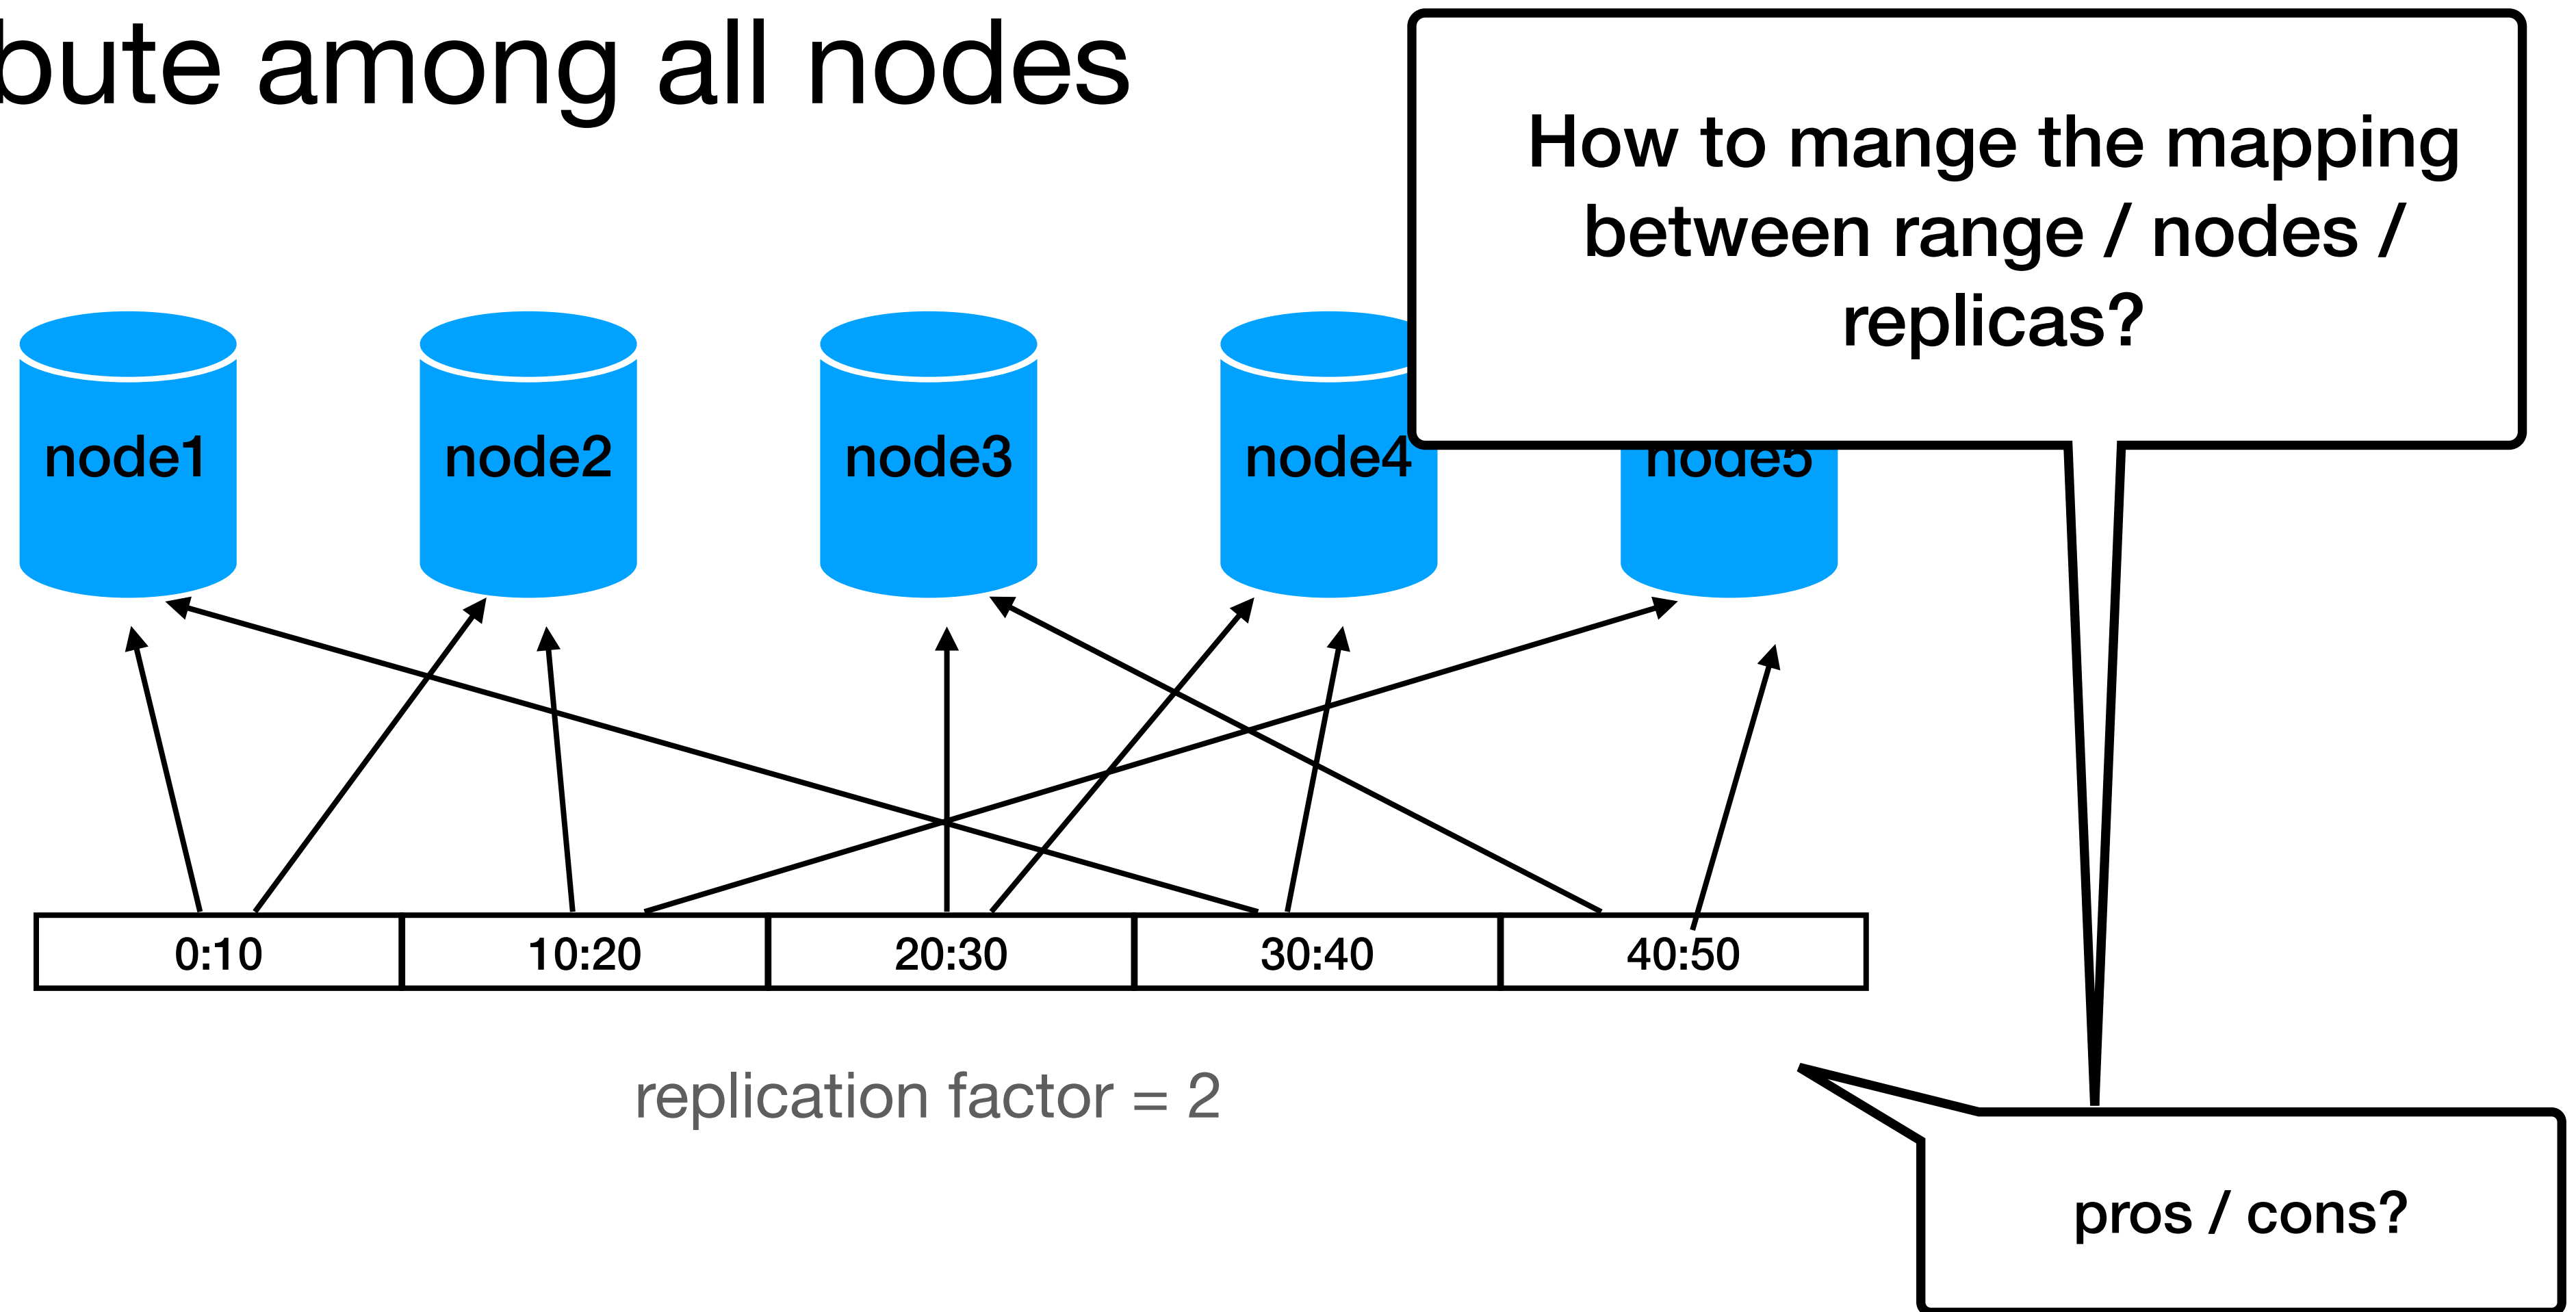 bute among all nodes
How to mange the mapping
between range / nodes /
replicas?
node1
node2
node3
node4
node5
0:10
10:20
20:30
30:40
40:50
replication factor = 2
pros / cons?